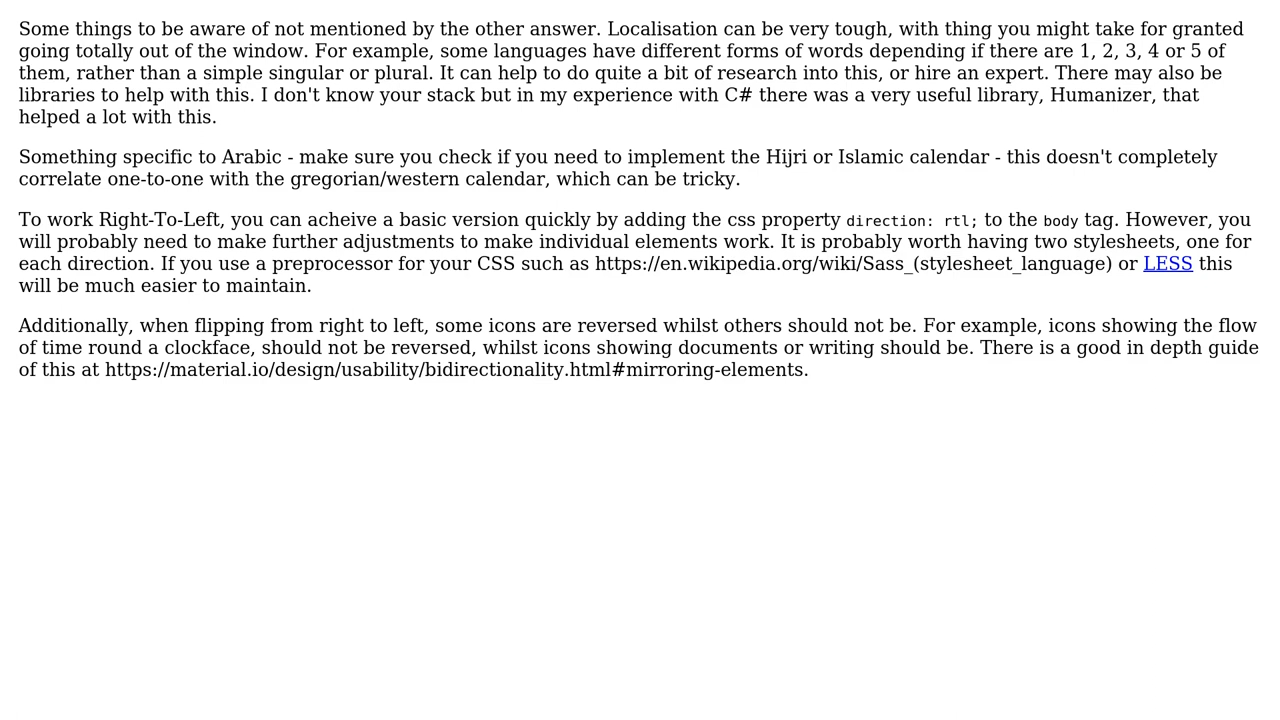 Some things to be aware of not mentioned by the other answer. Localisation can be very tough, with thing you might take for granted
going totally out of the window. For example, some languages have different forms of words depending if there are 1, 2, 3, 4 or 5 of
them, rather than a simple singular or plural. It can help to do quite a bit of research into this, or hire an expert. There may also be
libraries to help with this. I don't know your stack but in my experience with C# there was a very useful library, Humanizer, that
helped a lot with this.
Something specific to Arabic - make sure you check if you need to implement the Hijri or Islamic calendar - this doesn't completely
correlate one-to-one with the gregorian/western calendar, which can be tricky.
To work Right-To-Left, you can acheive a basic version quickly by adding the css property direction: rtl; to the body tag. However, you
will probably need to make further adjustments to make individual elements work. It is probably worth having two stylesheets, one for
each direction. If you use a preprocessor for your CSS such as https://en.wikipedia.org/wiki/Sass_(stylesheet_language) or LESS this
will be much easier to maintain.
Additionally, when flipping from right to left, some icons are reversed whilst others should not be. For example, icons showing the flow
of time round a clockface, should not be reversed, whilst icons showing documents or writing should be. There is a good in depth guide
of this at https://material.io/design/usability/bidirectionality.html#mirroring-elements.